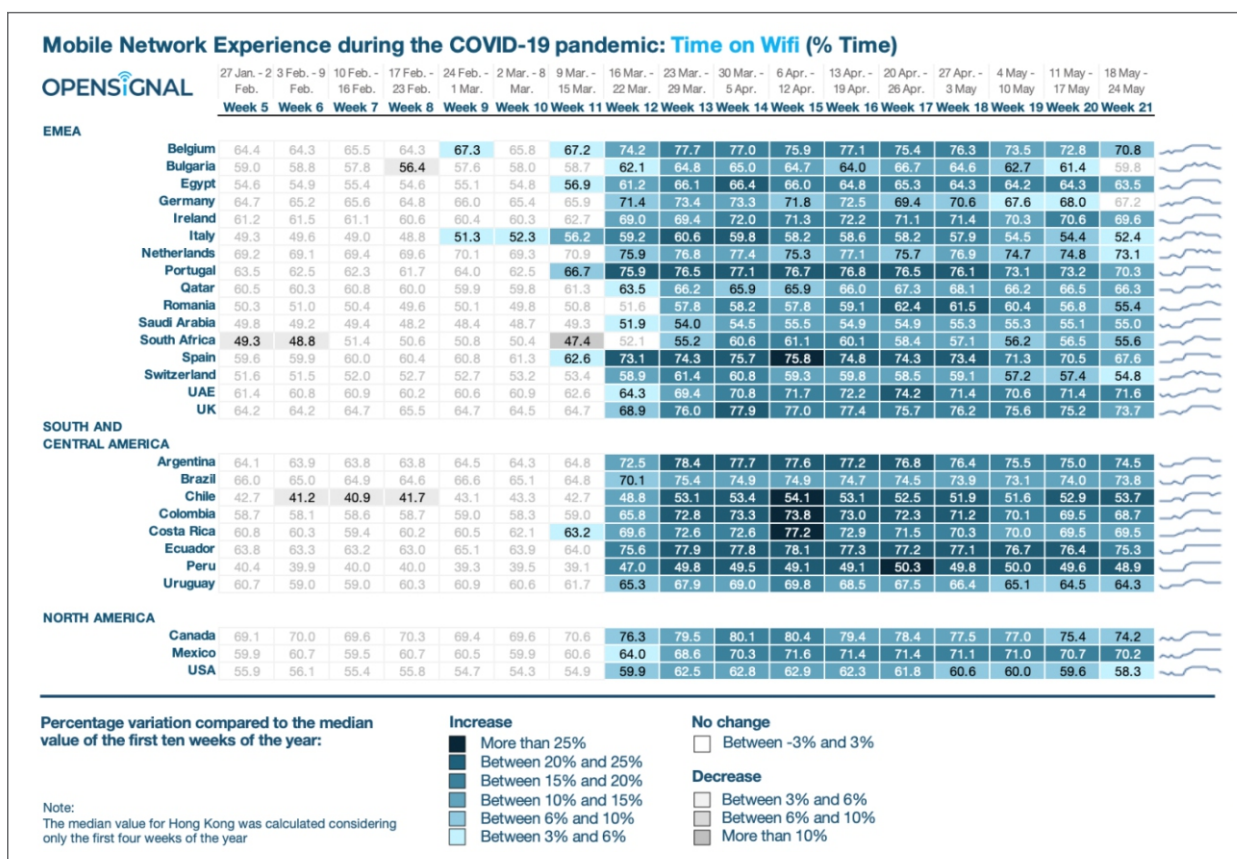 Mobile Network Experience during the COVID-19 pandemic: Time on Wifi (% Time)
OPENSIGNAL
27 Jan. - 2 Feb. 3 Feb. - 9 Feb. 10 Feb. - 16 Feb. 17 Feb. - 23 Feb. 24 Feb. - 1 Mar. 2 Mar. - 8 Mar. 9 Mar. - 15 Mar. 16 Mar. - 22 Mar. 23 Mar. - 29 Mar. 30 Mar. - 5 Apr. 6 Apr. - 12 Apr. 13 Apr. - 19 Apr. 20 Apr. - 26 Apr. 27 Apr. - 3 May 4 May - 10 May 11 May - 17 May 18 May - 24 May
Week 5 Week 6 Week 7 Week 8 Week 9 Week 10 Week 11 Week 12 Week 13 Week 14 Week 15 Week 16 Week 17 Week 18 Week 19 Week 20 Week 21
EMEA
Belgium 64.4 64.3 65.5 64.3 67.3 65.8 67.2 74.2 77.7 77.0 75.9 77.1 75.4 76.3 73.5 72.8 70.8
Bulgaria 59.0 58.8 57.8 56.4 57.6 58.0 58.7 62.1 64.8 65.0 64.7 64.0 66.7 64.6 62.7 61.4 59.8
Egypt 54.6 54.9 55.4 54.6 55.1 54.8 56.9 61.2 66.1 66.4 66.0 64.8 65.3 64.3 64.2 64.3 63.5
Germany 64.7 65.2 65.6 64.8 66.0 65.4 65.9 71.4 73.4 73.3 71.8 72.5 69.4 70.6 67.6 68.0 67.2
Ireland 61.2 61.5 61.1 60.6 60.4 60.3 62.7 69.0 69.4 72.0 71.3 72.2 71.1 71.4 70.3 70.6 69.6
Italy 49.3 49.6 49.0 48.8 51.3 52.3 56.2 59.2 60.6 59.8 58.2 58.6 58.2 57.9 54.5 54.4 52.4
Netherlands 69.2 69.1 69.4 69.6 70.1 69.3 70.9 75.9 76.8 77.4 75.3 77.1 75.7 76.9 74.7 74.8 73.1
Portugal 63.5 62.5 62.3 61.7 64.0 62.5 66.7 75.9 76.5 77.1 76.7 76.8 76.5 76.1 73.1 73.2 70.3
Qatar 60.5 60.3 60.8 60.0 59.9 59.8 61.3 63.5 66.2 65.9 65.9 66.0 67.3 68.1 66.2 66.5 66.3
Romania 50.3 51.0 50.4 49.6 50.1 49.8 50.8 51.6 57.8 58.2 57.8 59.1 62.4 61.5 60.4 56.8 55.4
Saudi Arabia 49.8 49.2 49.4 48.2 48.4 48.7 49.3 51.9 54.0 54.5 55.5 54.9 54.9 55.3 55.3 55.1 55.0
South Africa 49.3 48.8 51.4 50.6 50.8 50.4 47.4 52.1 55.2 60.6 61.1 60.1 58.4 57.1 56.2 56.5 55.6
Spain 59.6 59.9 60.0 60.4 60.8 61.3 62.6 73.1 74.3 75.7 75.8 74.8 74.3 73.4 71.3 70.5 67.6
Switzerland 51.6 51.5 52.0 52.7 52.7 53.2 53.4 58.9 61.4 60.8 59.3 59.8 58.5 59.1 57.2 57.4 54.8
UAE 61.4 60.8 60.9 60.2 60.6 60.9 62.6 64.3 69.4 70.8 71.7 72.2 74.2 71.4 70.6 71.4 71.6
UK 64.2 64.2 64.7 65.5 64.7 64.5 64.7 68.9 76.0 77.9 77.0 77.4 75.7 76.2 75.6 75.2 73.7
SOUTH AND
CENTRAL AMERICA
Argentina 64.1 63.9 63.8 63.8 64.5 64.3 64.8 72.5 78.4 77.7 77.6 77.2 76.8 76.4 75.5 75.0 74.5
Brazil 66.0 65.0 64.9 64.6 66.6 65.1 64.8 70.1 75.4 74.9 74.9 74.7 74.5 73.9 73.1 74.0 73.8
Chile 42.7 41.2 40.9 41.7 43.1 43.3 42.7 48.8 53.1 53.4 54.1 53.1 52.5 51.9 51.6 52.9 53.7
Colombia 58.7 58.1 58.6 58.7 59.0 58.3 59.0 65.8 72.8 73.3 73.8 73.0 72.3 71.2 70.1 69.5 68.7
Costa Rica 60.8 60.3 59.4 60.2 60.5 62.1 63.2 69.6 72.6 72.6 77.2 72.9 71.5 70.3 70.0 69.5 69.5
Ecuador 63.8 63.3 63.2 63.0 65.1 63.9 64.0 75.6 77.9 77.8 78.1 77.3 77.2 77.1 76.7 76.4 75.3
Peru 40.4 39.9 40.0 40.0 39.3 39.5 39.1 47.0 49.8 49.5 49.1 49.1 50.3 49.8 50.0 49.6 48.9
Uruguay 60.7 59.0 59.0 60.3 60.9 60.6 61.7 65.3 67.9 69.0 69.8 68.5 67.5 66.4 65.1 64.5 64.3
NORTH AMERICA
Canada 69.1 70.0 69.6 70.3 69.4 69.6 70.6 76.3 79.5 80.1 80.4 79.4 78.4 77.5 77.0 75.4 74.2
Mexico 59.9 60.7 59.5 60.7 60.5 59.9 60.6 64.0 68.6 70.3 71.6 71.4 71.4 71.1 71.0 70.7 70.2
USA 55.9 56.1 55.4 55.8 54.7 54.3 54.9 59.9 62.5 62.8 62.9 62.3 61.8 60.6 60.0 59.6 58.3
Percentage variation compared to the median
value of the first ten weeks of the year:
Note:
The median value for Hong Kong was calculated considering
only the first four weeks of the year
Increase
More than 25%
Between 20% and 25%
Between 15% and 20%
Between 10% and 15%
Between 6% and 10%
Between 3% and 6%
No change
Between -3% and 3%
Decrease
Between 3% and 6%
Between 6% and 10%
More than 10%